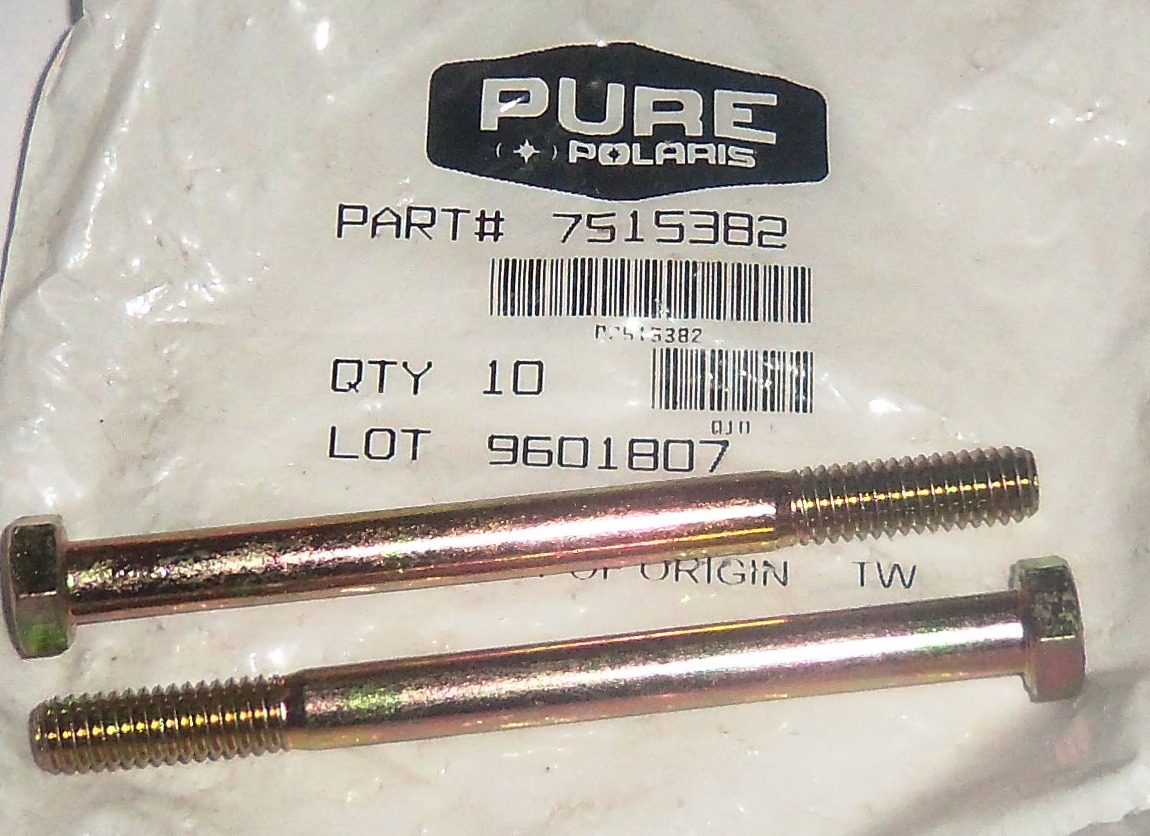 PURE
POLARIS
PART# 7515382
QTY 10
LOT 9601807
ORIGIN TW